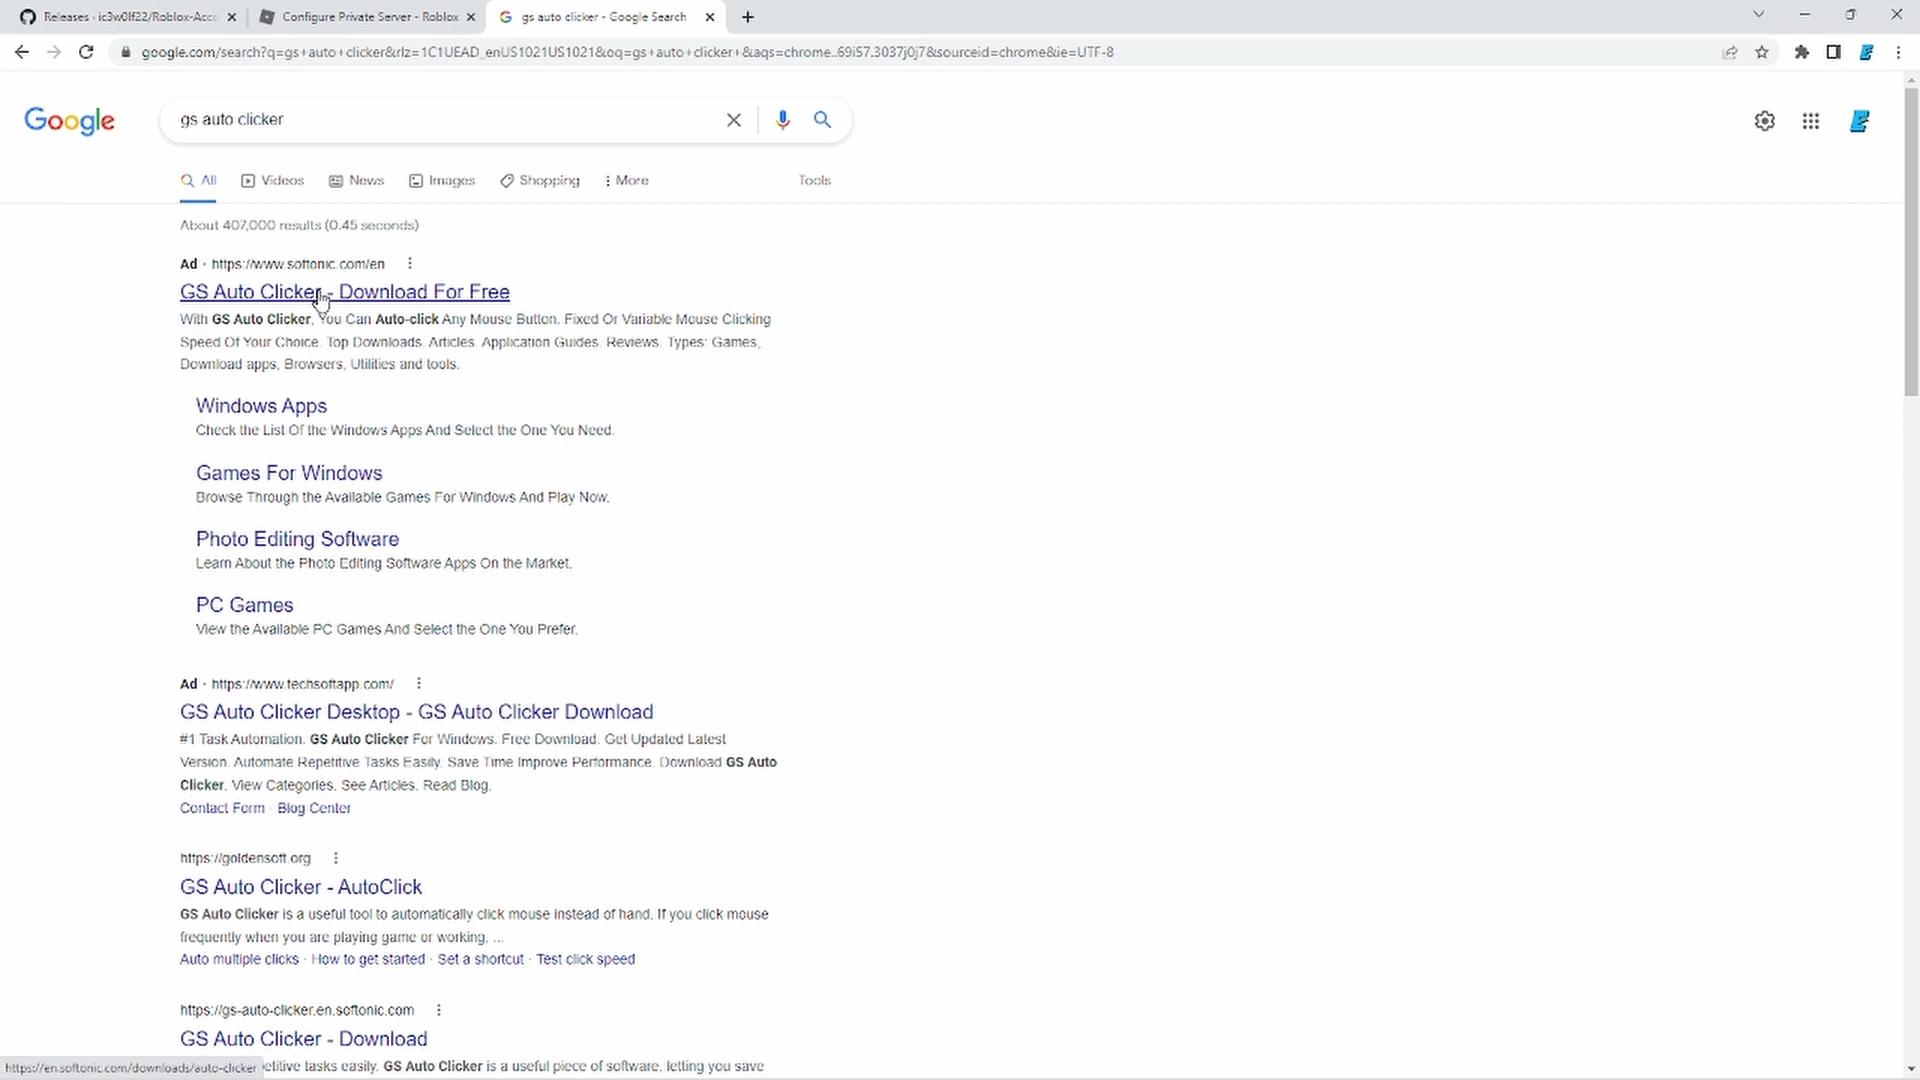 Releases · ic3w0lf22/Roblox-Acc
Configure Private Server - Roblox
gs auto clicker - Google Search
google.com/search?q=gs+auto+clicker&rlz=1C1UEAD_enUS1021US1021&oq=gs+auto+clicker+&aqs=chrome..69i57.3037j0j7&sourceid=chrome&ie=UTF-8
Google
gs auto clicker
All
Videos
News
Images
Shopping
More
Tools
About 407,000 results (0.45 seconds)
Ad · https://www.softonic.com/en
GS Auto Clicker - Download For Free
With GS Auto Clicker, You Can Auto-click Any Mouse Button. Fixed Or Variable Mouse Clicking
Speed Of Your Choice. Top Downloads. Articles. Application Guides. Reviews. Types: Games,
Download apps, Browsers, Utilities and tools.
Windows Apps
Check the List Of the Windows Apps And Select the One You Need.
Games For Windows
Browse Through the Available Games For Windows And Play Now.
Photo Editing Software
Learn About the Photo Editing Software Apps On the Market.
PC Games
View the Available PC Games And Select the One You Prefer.
Ad · https://www.techsoftapp.com/
GS Auto Clicker Desktop - GS Auto Clicker Download
#1 Task Automation. GS Auto Clicker For Windows. Free Download. Get Updated Latest
Version. Automate Repetitive Tasks Easily. Save Time Improve Performance. Download GS Auto
Clicker. View Categories. See Articles. Read Blog.
Contact Form · Blog Center
https://goldensoft.org
GS Auto Clicker - AutoClick
GS Auto Clicker is a useful tool to automatically click mouse instead of hand. If you click mouse
frequently when you are playing game or working, ...
Auto multiple clicks · How to get started · Set a shortcut · Test click speed
https://gs-auto-clicker.en.softonic.com
GS Auto Clicker - Download
https://en.softonic.com/downloads/auto-clicker
etitive tasks easily. GS Auto Clicker is a useful piece of software, letting you save